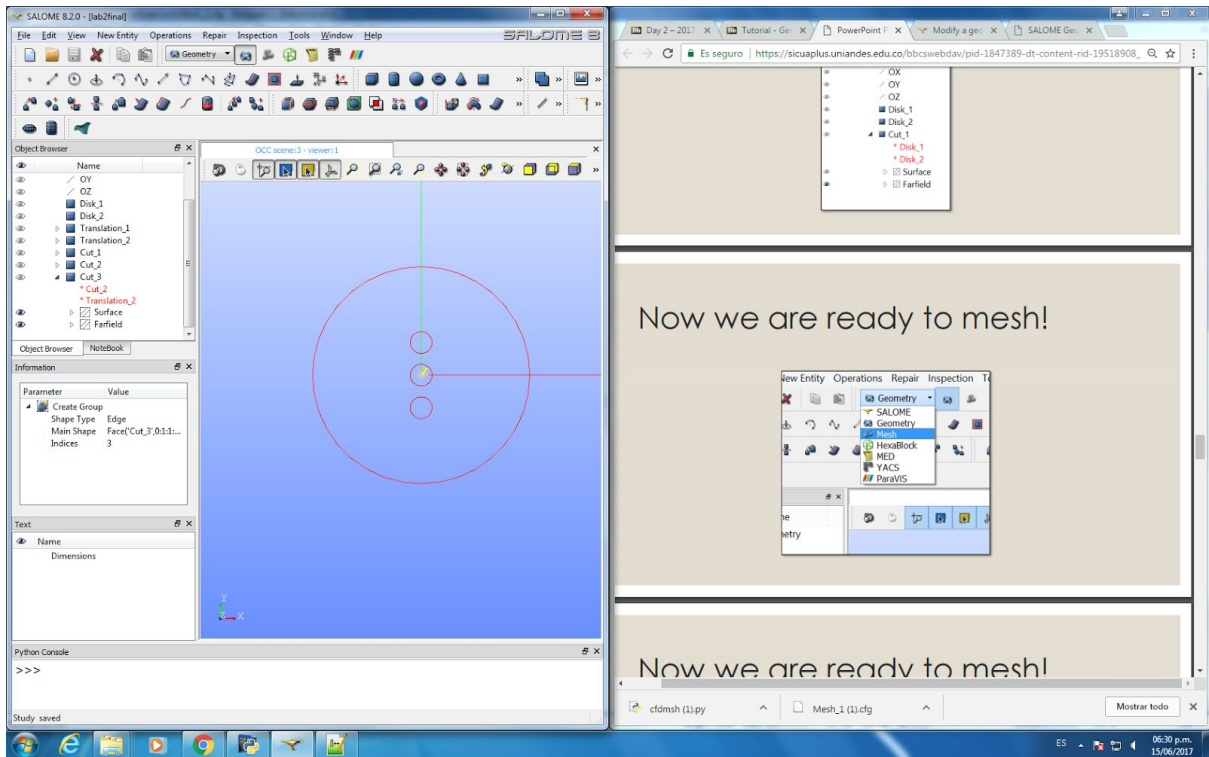 SALOME 8.2.0 - [lab2final]
File Edit View New Entity Operations Repair Inspection Tools Window Help
SALOME 8
Geometry
Object Browser
OCC scene:3 - viewer:1
Name
OY
OZ
Disk_1
Disk_2
Translation_1
Translation_2
Cut_1
Cut_2
Cut_3
* Cut_2
* Translation_2
Surface
Farfield
Object Browser NoteBook
Information
Parameter Value
Create Group
Shape Type Edge
Main Shape Face('Cut_3',0:1:1:...
Indices 3
Text
Name
Dimensions
Y
Z X
Python Console
>>>
Study saved
Day 2 – 2017 Tutorial - Ge PowerPoint P Modify a geo SALOME Geo
Es seguro https://sicuaplus.uniandes.edu.co/bbcswebdav/pid-1847389-dt-content-rid-19518908_
OX
OY
OZ
Disk_1
Disk_2
Cut_1
* Disk_1
* Disk_2
Surface
Farfield
Now we are ready to mesh!
New Entity Operations Repair Inspection
Geometry
SALOME
Geometry
Mesh
HexaBlock
MED
YACS
ParaViS
Now we are ready to mesh!
cfdmsh (1).py Mesh_1 (1).cfg Mostrar todo
ES 06:30 p.m.
15/06/2017